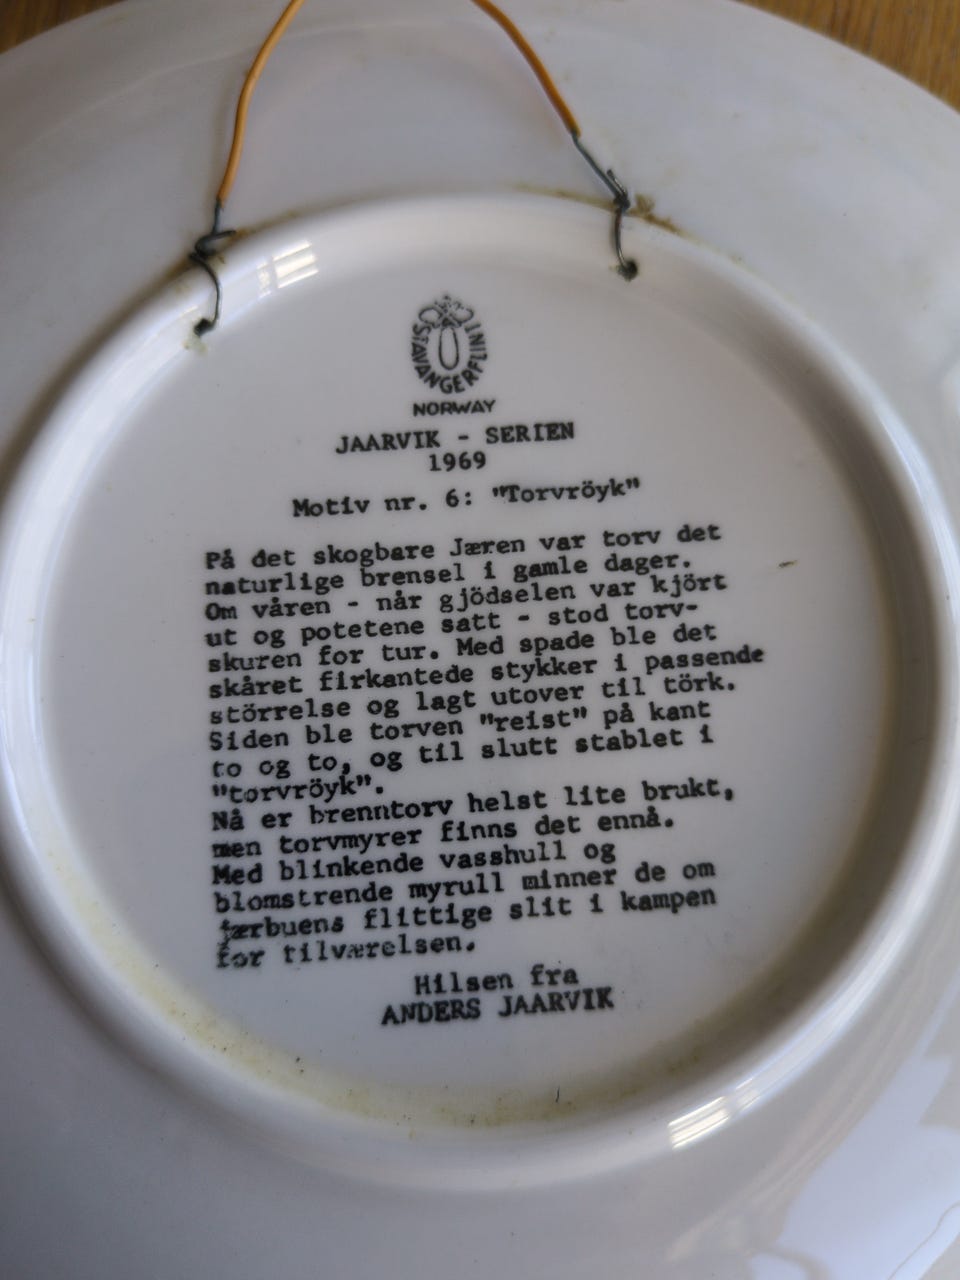 STAVANGERFLINT
NORWAY
JAARVIK - SERIEN
1969
Motiv nr. 6: "Torvröyk"
På det skogbare Jæren var torv det
naturlige brensel i gamle dager.
Om våren - når gjödselen var kjört
ut og potetene satt - stod torv-
skuren for tur. Med spade ble det
skåret firkantede stykker i passende
störrelse og lagt utover til törk.
Siden ble torven "reist" på kant
to og to, og til slutt stablet i
"torvröyk".
Nå er brenntorv helst lite brukt,
men torvmyrer finns det ennå.
Med blinkende vasshull og
blomstrende myrull minner de om
jærbuens flittige slit i kampen
for tilværelsen.
Hilsen fra
ANDERS JAARVIK